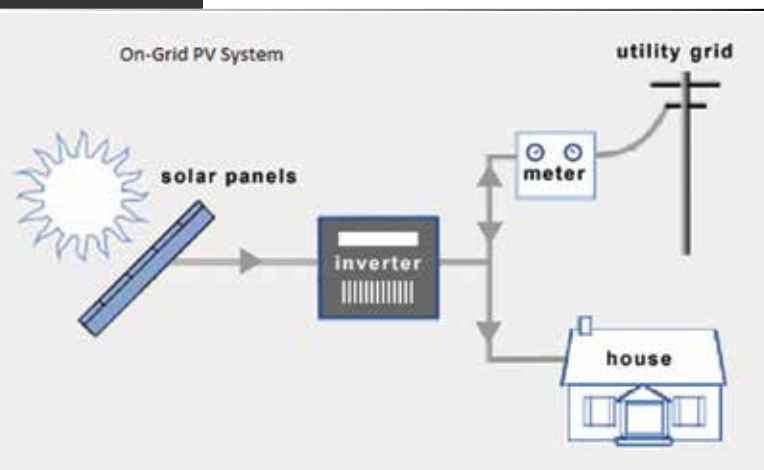 On-Grid PV System
utility grid
solar panels
meter
inverter
house